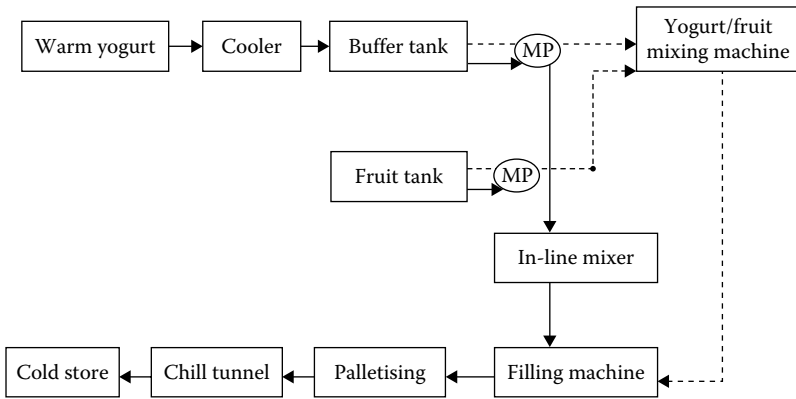 Warm yogurt
Cooler
Buffer tank
MP
Yogurt/fruit
mixing machine
Fruit tank
MP
In-line mixer
Cold store
Chill tunnel
Palletising
Filling machine